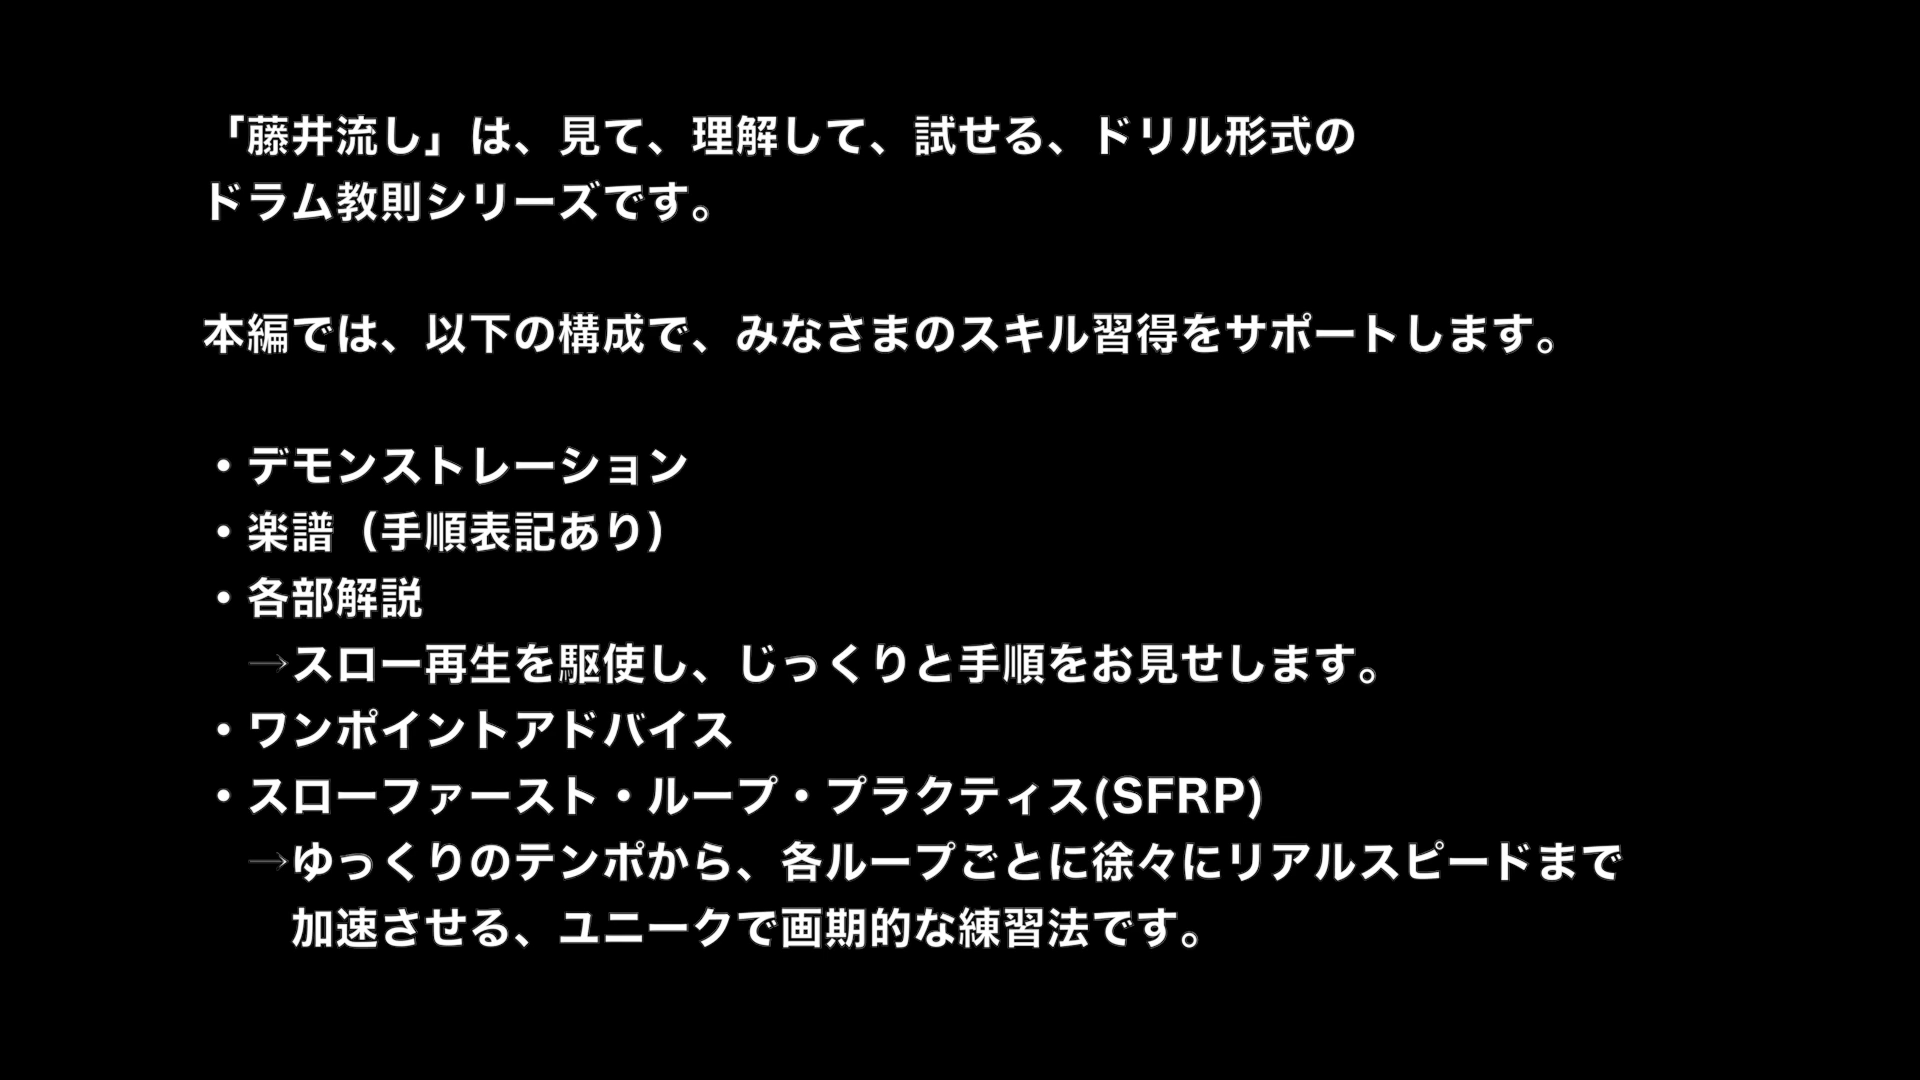 「藤井流し」は、見て、理解して、試せる、ドリル形式の
ドラム教則シリーズです。
本編では、以下の構成で、みなさまのスキル習得をサポートします。
・デモンストレーション
・楽譜（手順表記あり）
・各部解説
→スロー再生を駆使し、じっくりと手順をお見せします。
・ワンポイントアドバイス
・スローファースト・ループ・プラクティス(SFRP)
→ゆっくりのテンポから、各ループごとに徐々にリアルスピードまで
加速させる、ユニークで画期的な練習法です。